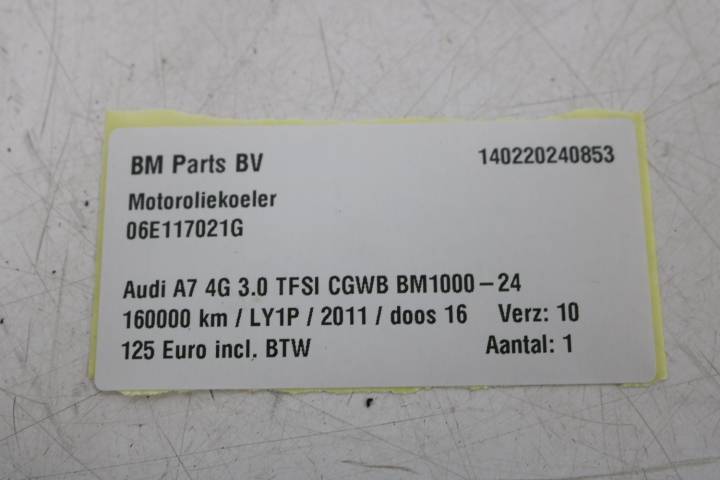 BM Parts BV 140220240853
Motoroliekoeler
06E117021G
Audi A7 4G 3.0 TFSI CGWB BM1000-24
160000 km / LY1P / 2011 / doos 16 Verz: 10
125 Euro incl. BTW Aantal: 1